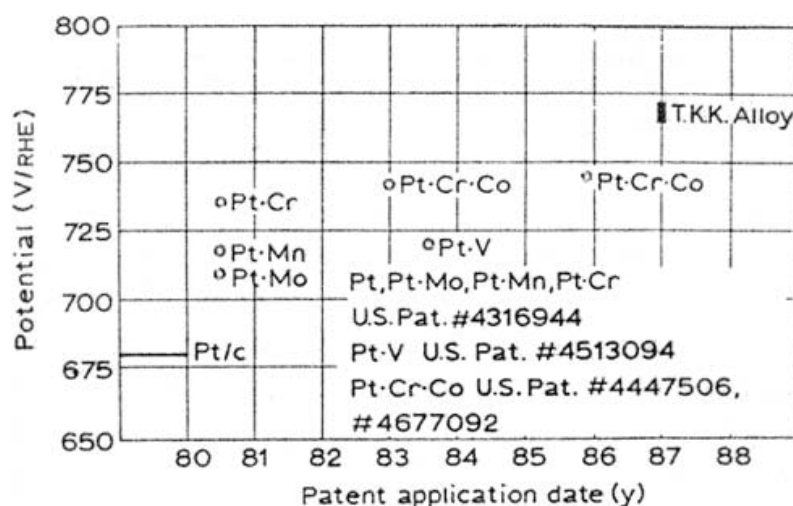 800
775
750
725
700
675
650
Potential (V/RHE)
T.K.K. Alloy
Pt·Cr
Pt·Cr·Co
Pt·Cr·Co
Pt·Mn
Pt·V
Pt·Mo
Pt/c
Pt,Pt·Mo,Pt·Mn,Pt·Cr
U.S.Pat.#4316944
Pt·V U.S. Pat. #4513094
Pt·Cr·Co U.S. Pat. #4447506,
#4677092
80 81 82 83 84 85 86 87 88
Patent application date (y)